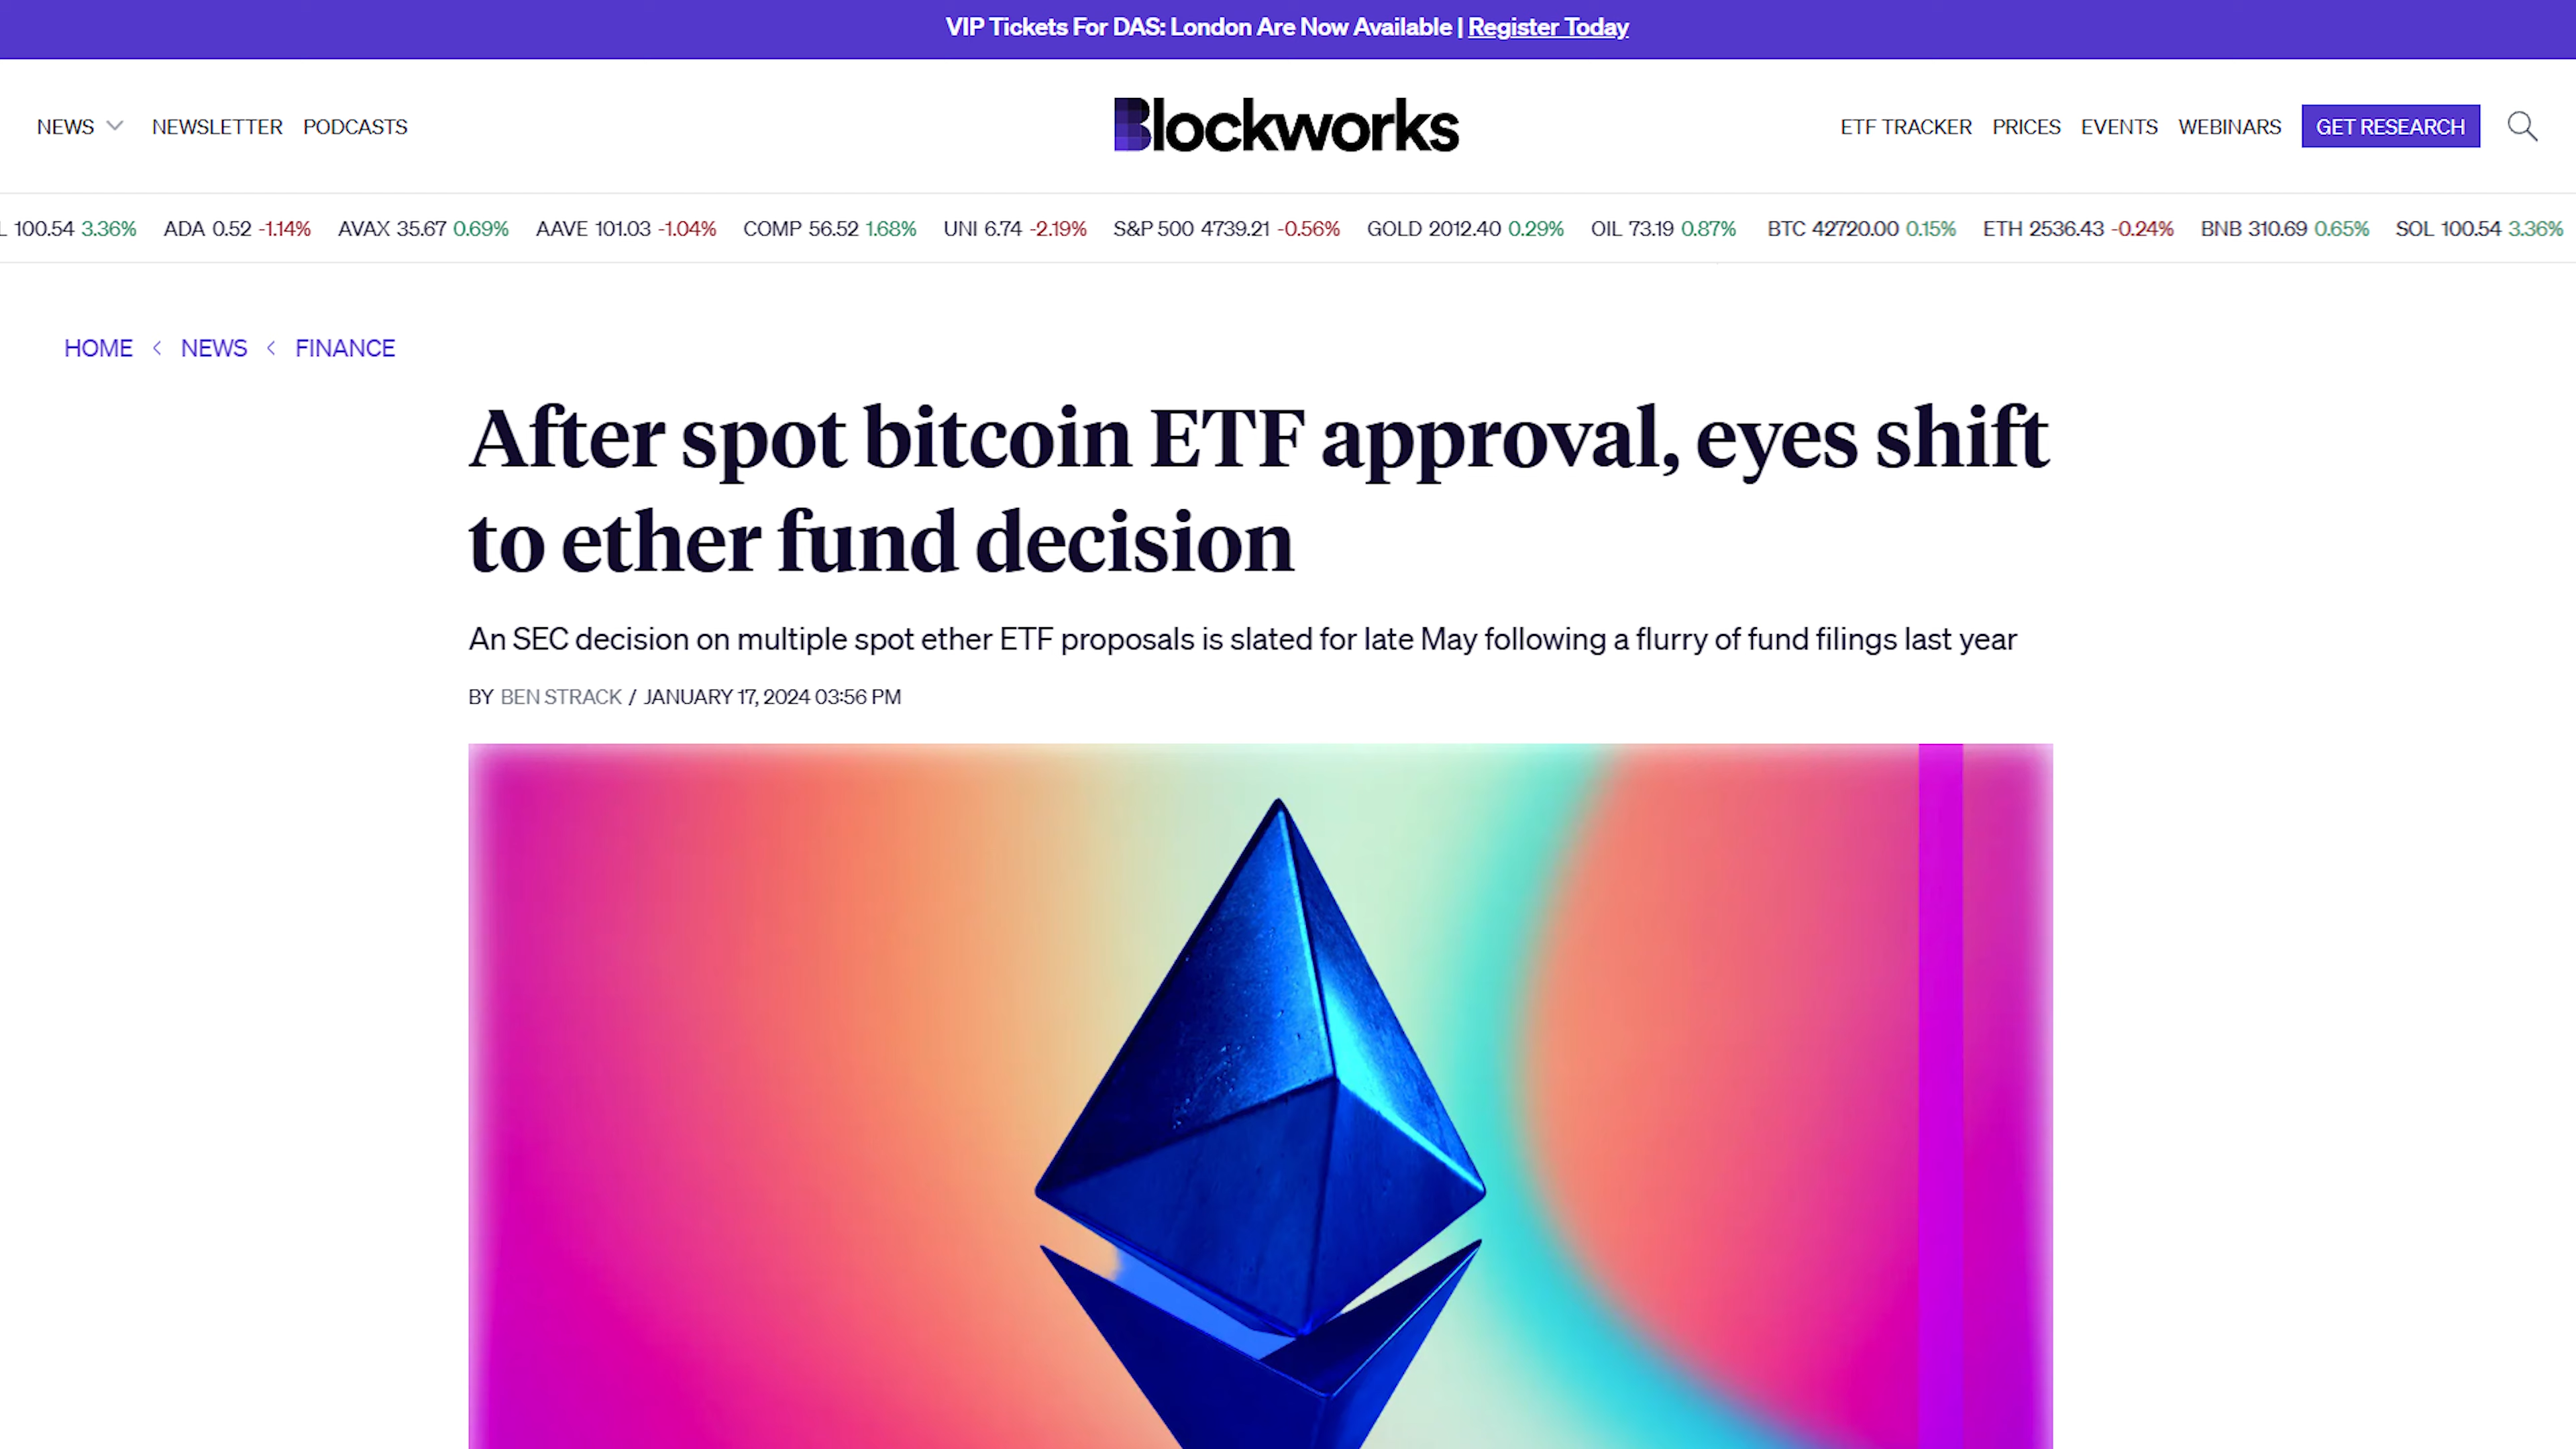 VIP Tickets For DAS: London Are Now Available | Register Today
NEWS NEWSLETTER PODCASTS Blockworks ETF TRACKER PRICES EVENTS WEBINARS GET RESEARCH
L 100.54 3.36% ADA 0.52 -1.14% AVAX 35.67 0.69% AAVE 101.03 -1.04% COMP 56.52 1.68% UNI 6.74 -2.19% S&P 500 4739.21 -0.56% GOLD 2012.40 0.29% OIL 73.19 0.87% BTC 42720.00 0.15% ETH 2536.43 -0.24% BNB 310.69 0.65% SOL 100.54 3.36%
HOME < NEWS < FINANCE
After spot bitcoin ETF approval, eyes shift
to ether fund decision
An SEC decision on multiple spot ether ETF proposals is slated for late May following a flurry of fund filings last year
BY BEN STRACK / JANUARY 17, 2024 03:56 PM